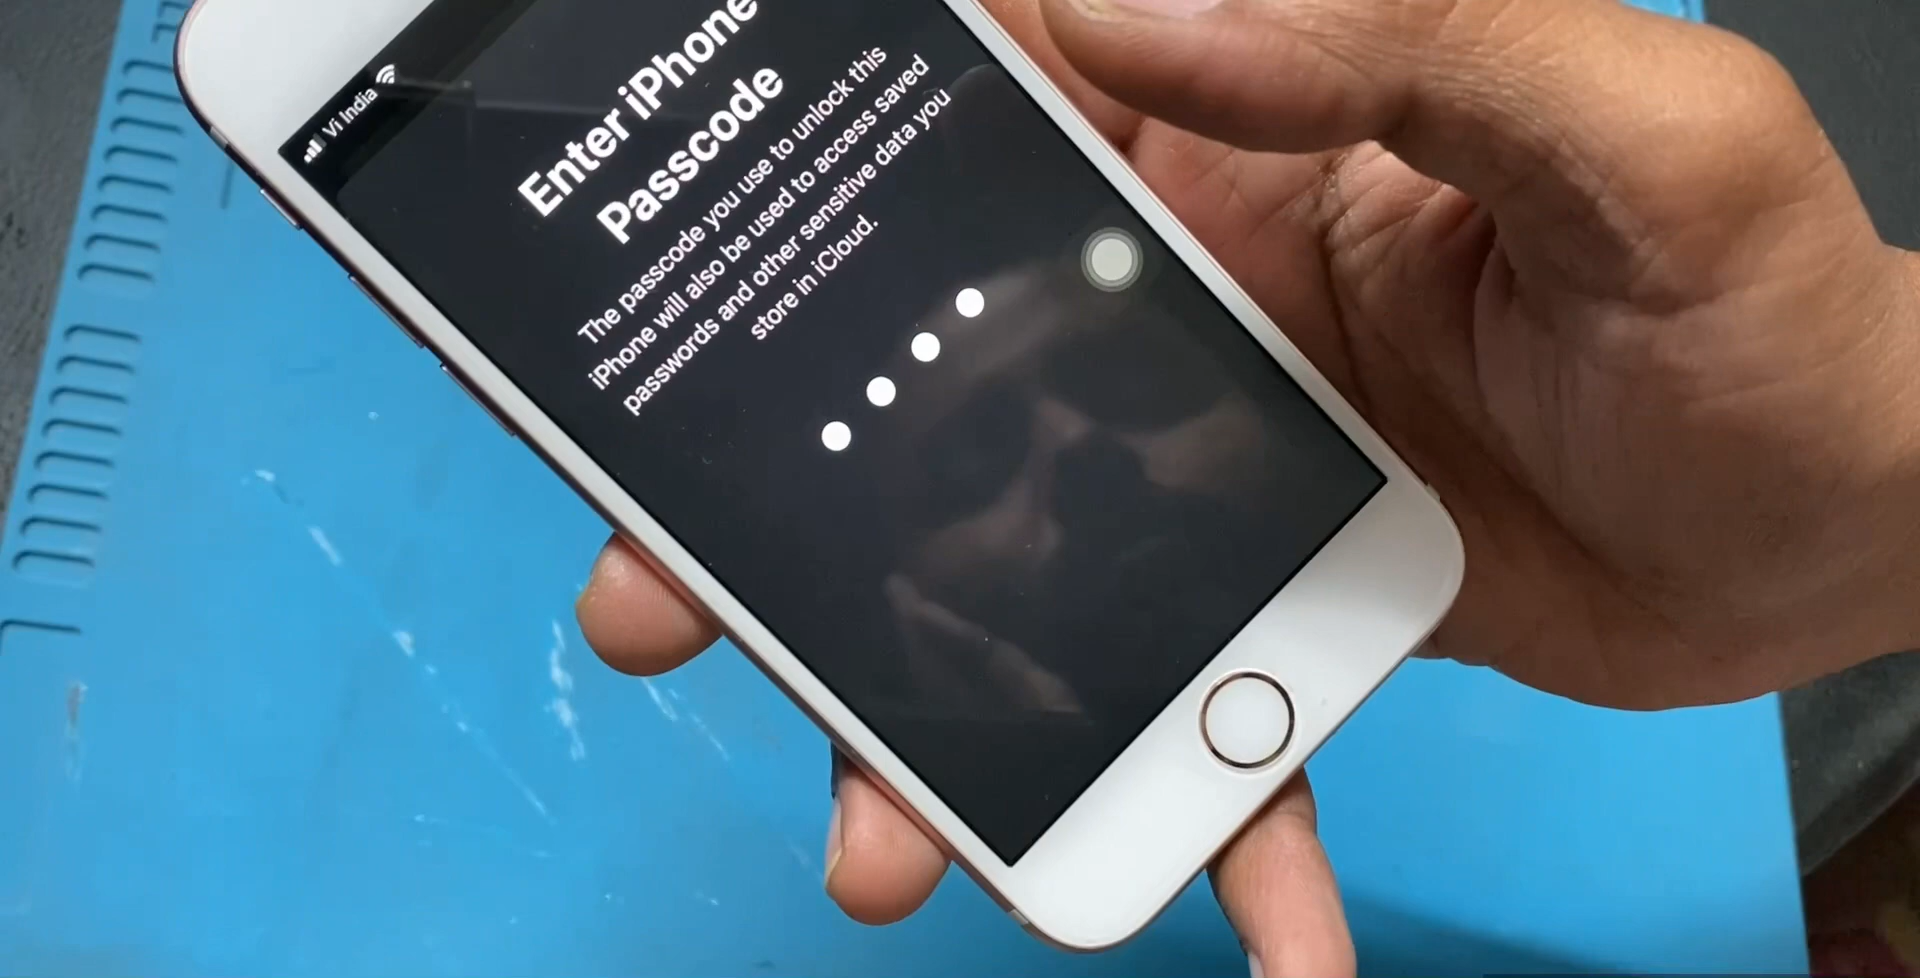 Vi India
Enter iPhone
Passcode
The passcode you use to unlock this
iPhone will also be used to access saved
passwords and other sensitive data you
store in iCloud.